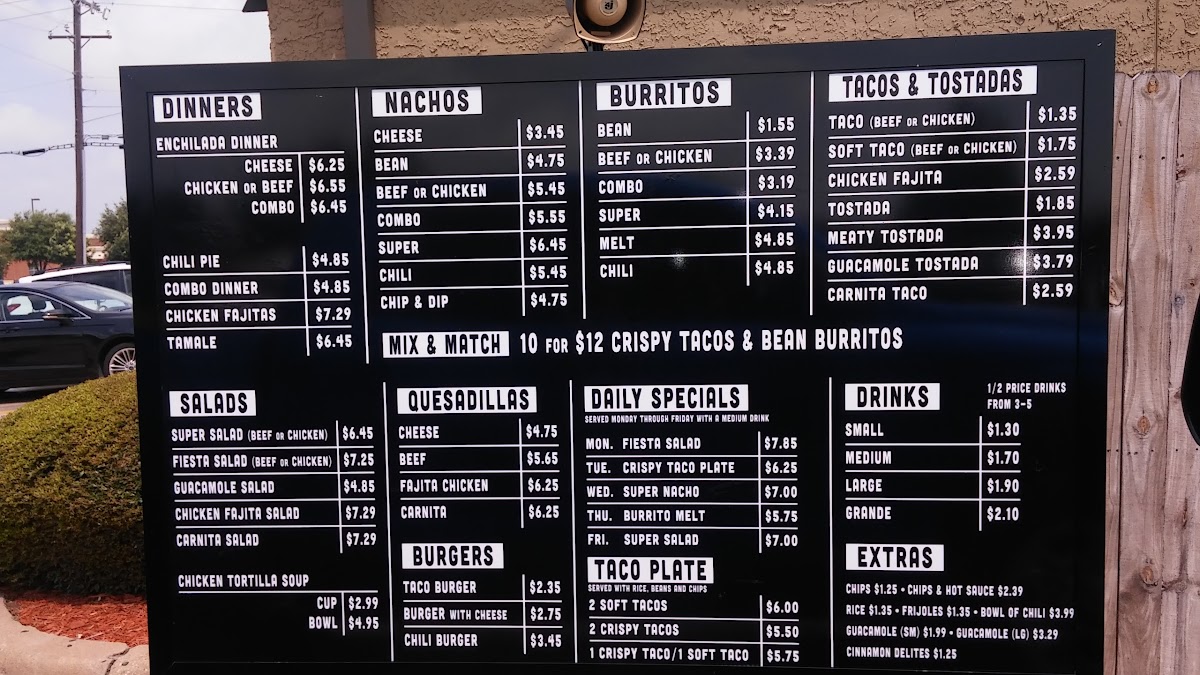 DINNERS
ENCHILADA DINNER
CHEESE $6.25
CHICKEN OR BEEF $6.55
COMBO $6.45
CHILI PIE $4.85
COMBO DINNER $4.85
CHICKEN FAJITAS $7.29
TAMALE $6.45
NACHOS
CHEESE $3.45
BEAN $4.75
BEEF OR CHICKEN $5.45
COMBO $5.55
SUPER $6.45
CHILI $5.45
CHIP & DIP $4.75
BURRITOS
BEAN $1.55
BEEF OR CHICKEN $3.39
COMBO $3.19
SUPER $4.15
MELT $4.85
CHILI $4.85
TACOS & TOSTADAS
TACO (BEEF OR CHICKEN) $1.35
SOFT TACO (BEEF OR CHICKEN) $1.75
CHICKEN FAJITA $2.59
TOSTADA $1.85
MEATY TOSTADA $3.95
GUACAMOLE TOSTADA $3.79
CARNITA TACO $2.59
MIX & MATCH 10 FOR $12 CRISPY TACOS & BEAN BURRITOS
SALADS
SUPER SALAD (BEEF OR CHICKEN) $6.45
FIESTA SALAD (BEEF OR CHICKEN) $7.25
GUACAMOLE SALAD $4.85
CHICKEN FAJITA SALAD $7.29
CARNITA SALAD $7.29
CHICKEN TORTILLA SOUP
CUP $2.99
BOWL $4.95
QUESADILLAS
CHEESE $4.75
BEEF $5.65
FAJITA CHICKEN $6.25
CARNITA $6.25
BURGERS
TACO BURGER $2.35
BURGER WITH CHEESE $2.75
CHILI BURGER $3.45
DAILY SPECIALS
SERVED MONDAY THROUGH FRIDAY WITH A MEDIUM DRINK
MON. FIESTA SALAD $7.85
TUE. CRISPY TACO PLATE $6.25
WED. SUPER NACHO $7.00
THU. BURRITO MELT $5.75
FRI. SUPER SALAD $7.00
TACO PLATE
SERVED WITH RICE, BEANS AND CHIPS
2 SOFT TACOS $6.00
2 CRISPY TACOS $5.50
1 CRISPY TACO/1 SOFT TACO $5.75
DRINKS
1/2 PRICE DRINKS
FROM 3-5
SMALL $1.30
MEDIUM $1.70
LARGE $1.90
GRANDE $2.10
EXTRAS
CHIPS $1.25 • CHIPS & HOT SAUCE $2.39
RICE $1.35 • FRIJOLES $1.35 • BOWL OF CHILI $3.99
GUACAMOLE (SM) $1.99 • GUACAMOLE (LG) $3.29
CINNAMON DELITES $1.25